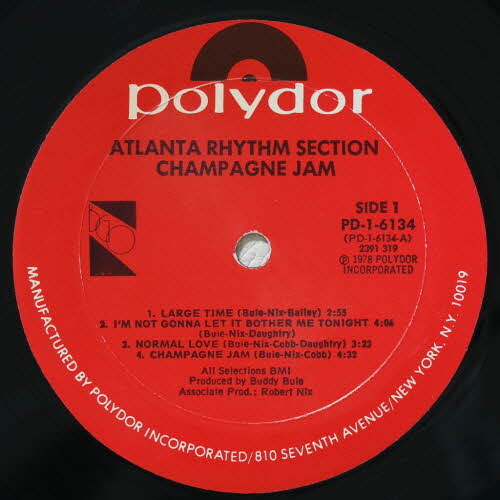 polydor
ATLANTA RHYTHM SECTION
CHAMPAGNE JAM
SIDE 1
PD-1-6134
(PD-1-6134-A)
2391 319
Ⓟ 1978 POLYDOR
INCORPORATED
1. LARGE TIME (Buie-Nix-Bailey) 2:55
2. I'M NOT GONNA LET IT BOTHER ME TONIGHT 4:06
(Buie-Nix-Daughtry)
3. NORMAL LOVE (Buie-Nix-Cobb-Daughtry) 3:23
4. CHAMPAGNE JAM (Buie-Nix-Cobb) 4:32
All Selections BMI
Produced by Buddy Buie
Associate Prod.: Robert Nix
MANUFACTURED BY POLYDOR INCORPORATED/810 SEVENTH AVENUE/NEW YORK, N.Y. 10019